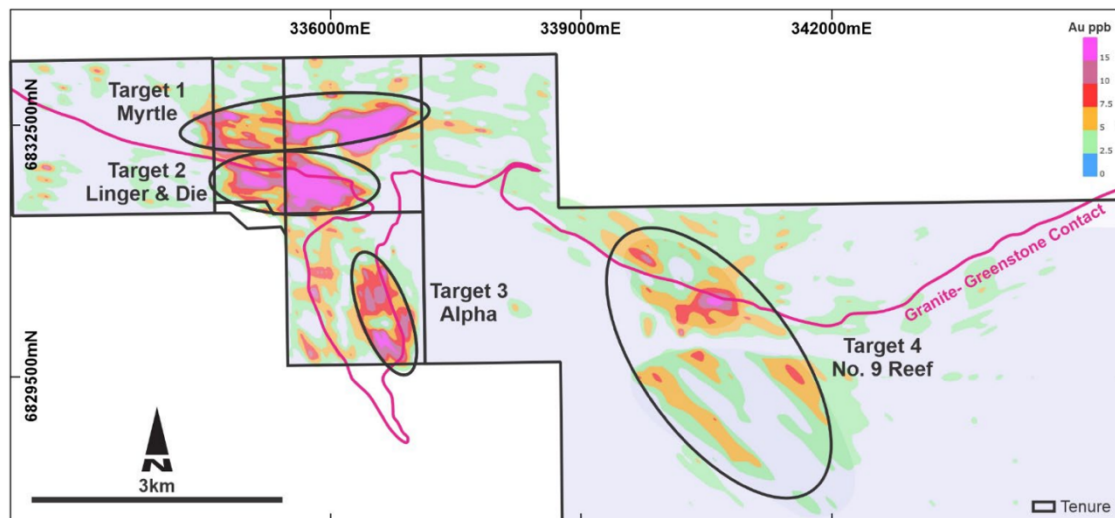 336000mE
339000mE
342000mE
Au ppb
15
10
7.5
5
2.5
0
6832500mN
6829500mN
Target 1
Myrtle
Target 2
Linger & Die
Target 3
Alpha
Target 4
No. 9 Reef
Granite- Greenstone Contact
N
3km
Tenure